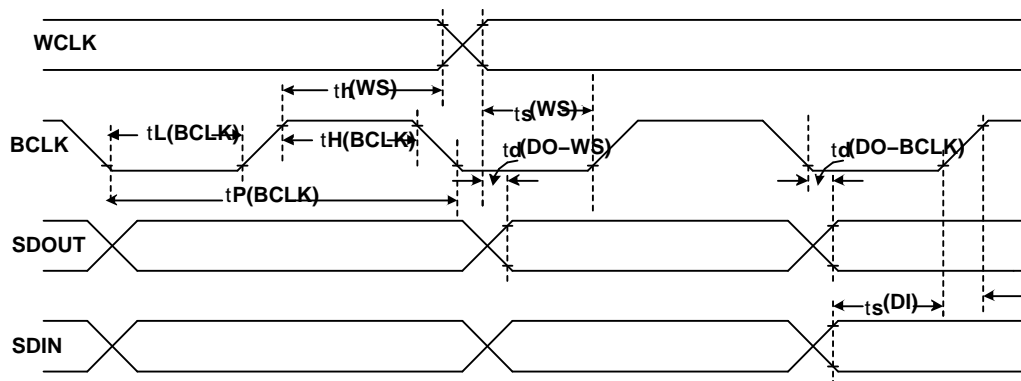 WCLK
th(WS)
ts(WS)
BCLK
tL(BCLK)
tH(BCLK)
td(DO−WS)
td(DO−BCLK)
tP(BCLK)
SDOUT
ts(DI)
SDIN